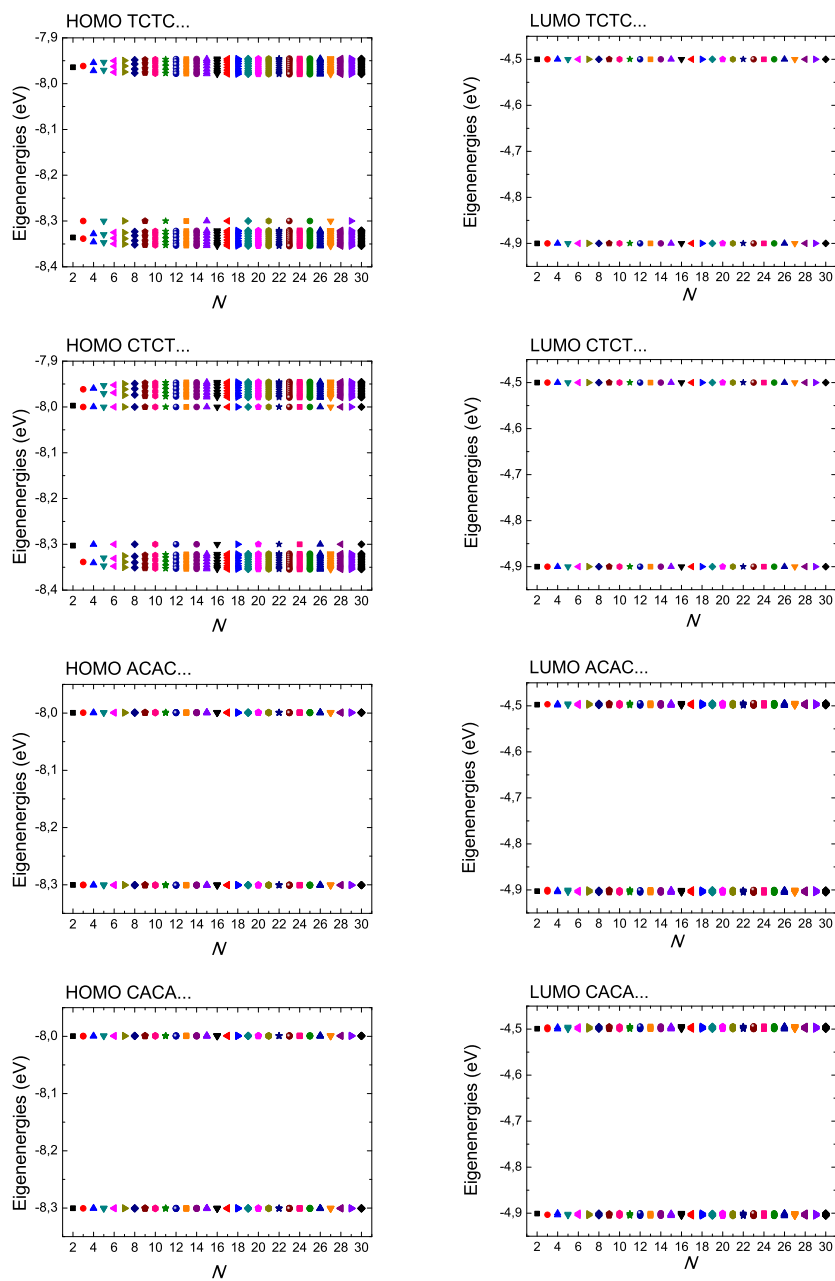 HOMO TCTC...
Eigenenergies (eV)
-7,9
-8,0
-8,1
-8,2
-8,3
-8,4
2 4 6 8 10 12 14 16 18 20 22 24 26 28 30
N
LUMO TCTC...
Eigenenergies (eV)
-4,5
-4,6
-4,7
-4,8
-4,9
2 4 6 8 10 12 14 16 18 20 22 24 26 28 30
N
HOMO CTCT...
Eigenenergies (eV)
-7,9
-8,0
-8,1
-8,2
-8,3
-8,4
2 4 6 8 10 12 14 16 18 20 22 24 26 28 30
N
LUMO CTCT...
Eigenenergies (eV)
-4,5
-4,6
-4,7
-4,8
-4,9
2 4 6 8 10 12 14 16 18 20 22 24 26 28 30
N
HOMO ACAC...
Eigenenergies (eV)
-8,0
-8,1
-8,2
-8,3
2 4 6 8 10 12 14 16 18 20 22 24 26 28 30
N
LUMO ACAC...
Eigenenergies (eV)
-4,5
-4,6
-4,7
-4,8
-4,9
2 4 6 8 10 12 14 16 18 20 22 24 26 28 30
N
HOMO CACA...
Eigenenergies (eV)
-8,0
-8,1
-8,2
-8,3
2 4 6 8 10 12 14 16 18 20 22 24 26 28 30
N
LUMO CACA...
Eigenenergies (eV)
-4,5
-4,6
-4,7
-4,8
-4,9
2 4 6 8 10 12 14 16 18 20 22 24 26 28 30
N